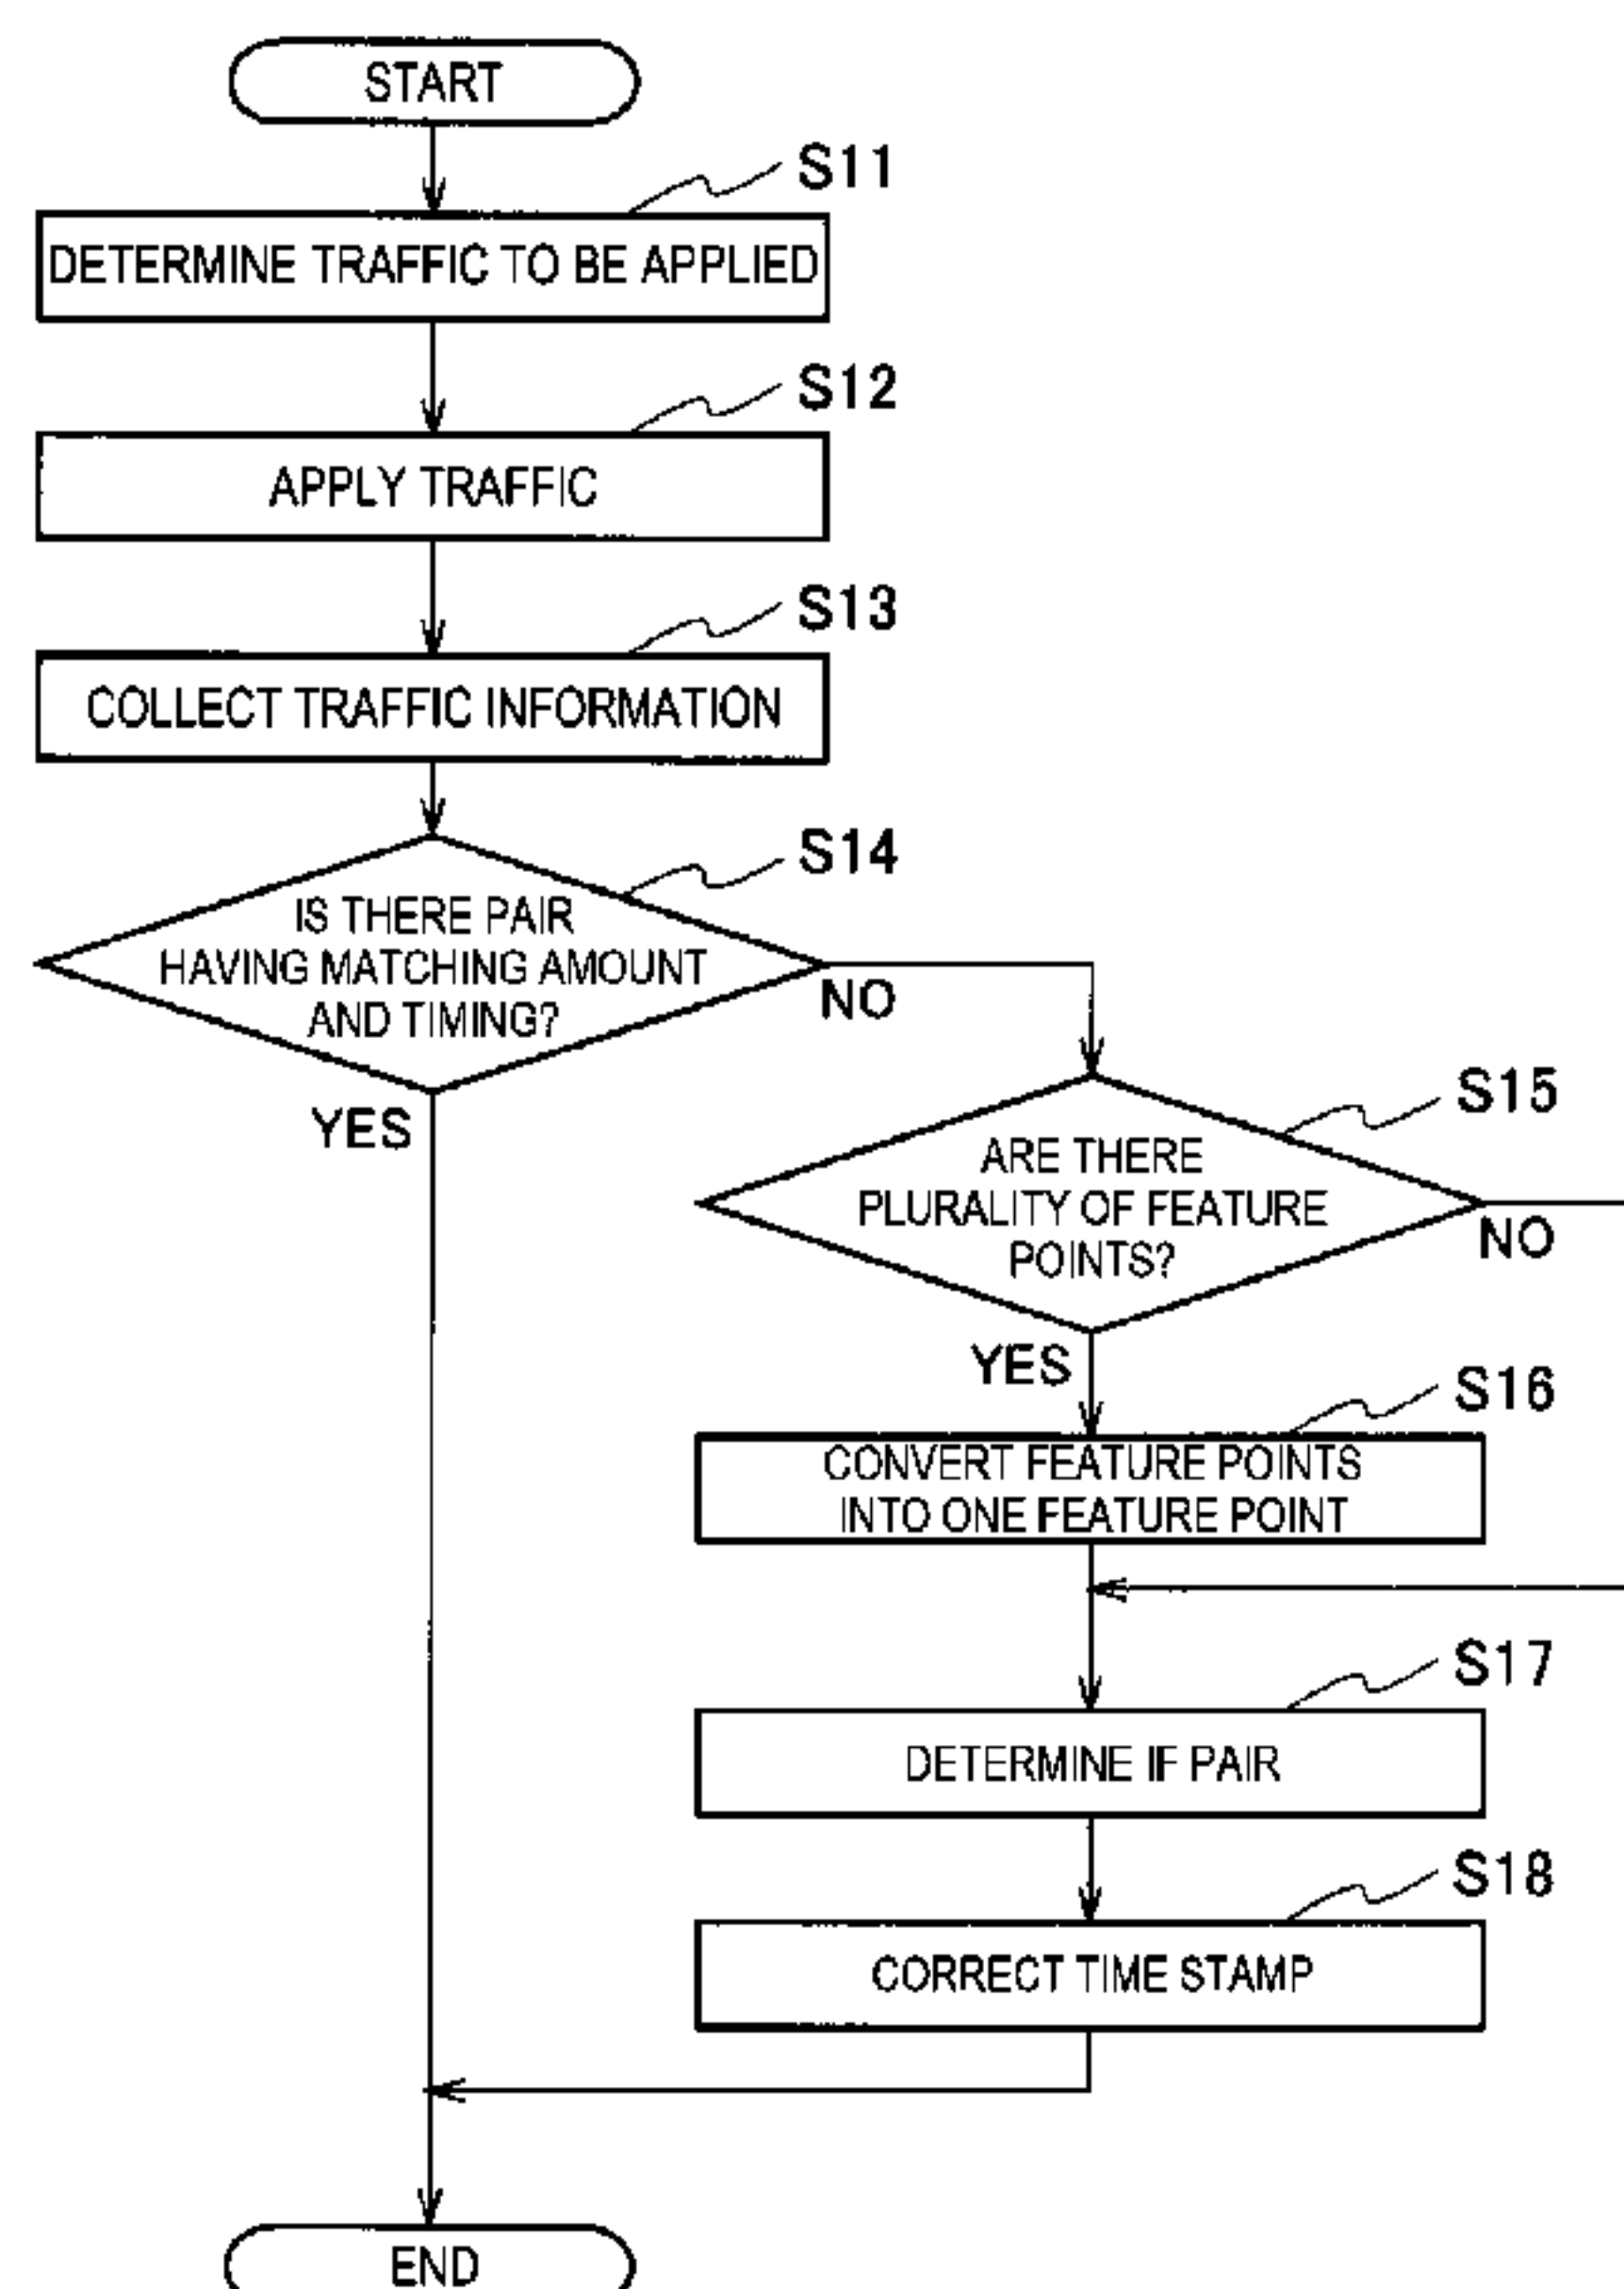 START
S11
DETERMINE TRAFFIC TO BE APPLIED
S12
APPLY TRAFFIC
S13
COLLECT TRAFFIC INFORMATION
S14
IS THERE PAIR
HAVING MATCHING AMOUNT
AND TIMING?
NO
YES
S15
ARE THERE
PLURALITY OF FEATURE
POINTS?
NO
YES
S16
CONVERT FEATURE POINTS
INTO ONE FEATURE POINT
S17
DETERMINE IF PAIR
S18
CORRECT TIME STAMP
END